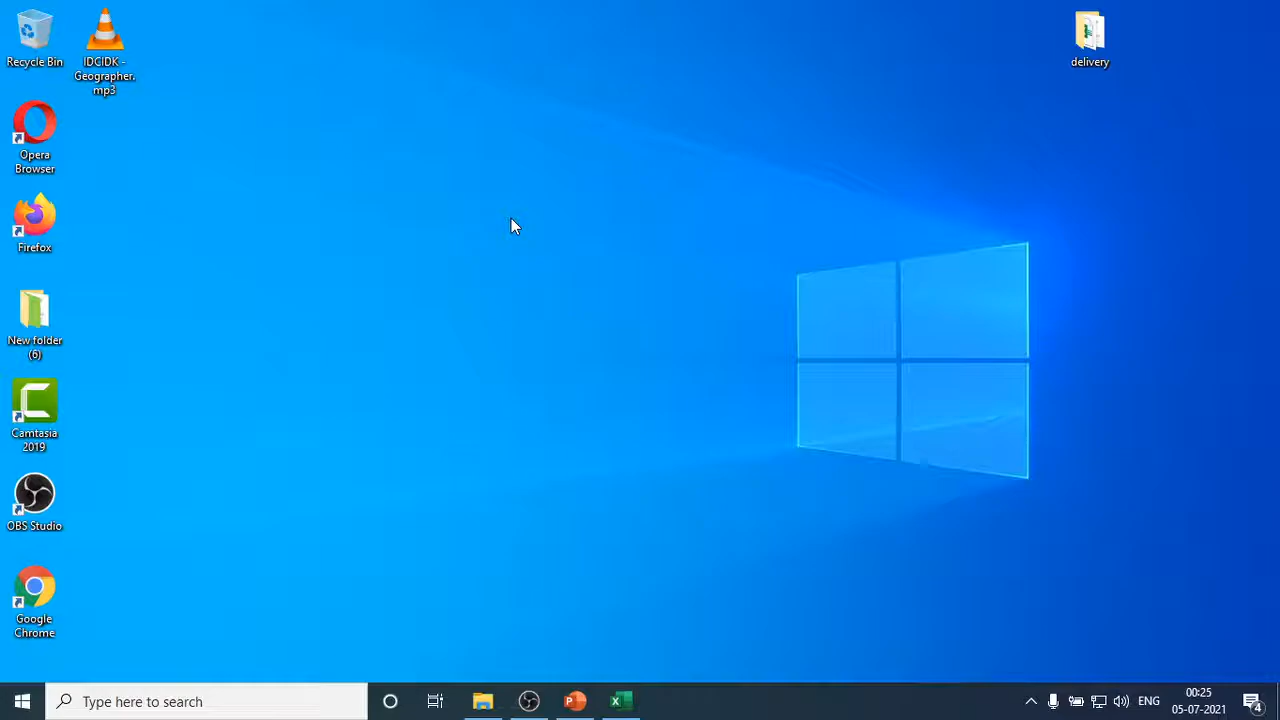 Recycle Bin
IDCIDK -
Geographer.
mp3
delivery
Opera
Browser
Firefox
New folder
(6)
Camtasia
2019
OBS Studio
Google
Chrome
Type here to search
ENG
00:25
05-07-2021
4